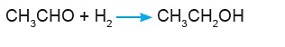 CH₃CHO + H₂ ⟶ CH₃CH₂OH